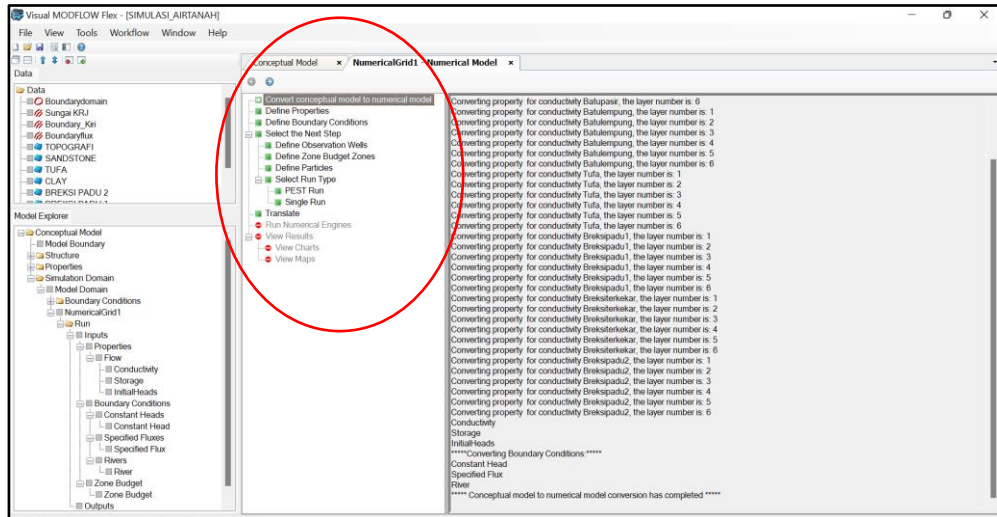 Visual MODFLOW Flex - [SIMULASI_AIRTANAH]
File View Tools Workflow Window Help
Data
Data
Boundarydomain
Sungai KRJ
Boundary_Kiri
Boundaryflux
TOPOGRAFI
SANDSTONE
TUFA
CLAY
BREKSI PADU 2
Model Explorer
Conceptual Model
Model Boundary
Structure
Properties
Simulation Domain
Model Domain
Boundary Conditions
NumericalGrid1
Run
Inputs
Properties
Flow
Conductivity
Storage
InitialHeads
Boundary Conditions
Constant Heads
Constant Head
Specified Fluxes
Specified Flux
Rivers
River
Zone Budget
Zone Budget
Outputs
Conceptual Model x NumericalGrid1 - Numerical Model x
Convert conceptual model to numerical model
Define Properties
Define Boundary Conditions
Select the Next Step
Define Observation Wells
Define Zone Budget Zones
Define Particles
Select Run Type
PEST Run
Single Run
Translate
Run Numerical Engines
View Results
View Charts
View Maps
Converting property for conductivity Batupasir, the layer number is: 6
Converting property for conductivity Batulempung, the layer number is: 1
Converting property for conductivity Batulempung, the layer number is: 2
Converting property for conductivity Batulempung, the layer number is: 3
Converting property for conductivity Batulempung, the layer number is: 4
Converting property for conductivity Batulempung, the layer number is: 5
Converting property for conductivity Batulempung, the layer number is: 6
Converting property for conductivity Tufa, the layer number is: 1
Converting property for conductivity Tufa, the layer number is: 2
Converting property for conductivity Tufa, the layer number is: 3
Converting property for conductivity Tufa, the layer number is: 4
Converting property for conductivity Tufa, the layer number is: 5
Converting property for conductivity Tufa, the layer number is: 6
Converting property for conductivity Breksipadu1, the layer number is: 1
Converting property for conductivity Breksipadu1, the layer number is: 2
Converting property for conductivity Breksipadu1, the layer number is: 3
Converting property for conductivity Breksipadu1, the layer number is: 4
Converting property for conductivity Breksipadu1, the layer number is: 5
Converting property for conductivity Breksipadu1, the layer number is: 6
Converting property for conductivity Breksiterkekar, the layer number is: 1
Converting property for conductivity Breksiterkekar, the layer number is: 2
Converting property for conductivity Breksiterkekar, the layer number is: 3
Converting property for conductivity Breksiterkekar, the layer number is: 4
Converting property for conductivity Breksiterkekar, the layer number is: 5
Converting property for conductivity Breksiterkekar, the layer number is: 6
Converting property for conductivity Breksipadu2, the layer number is: 1
Converting property for conductivity Breksipadu2, the layer number is: 2
Converting property for conductivity Breksipadu2, the layer number is: 3
Converting property for conductivity Breksipadu2, the layer number is: 4
Converting property for conductivity Breksipadu2, the layer number is: 5
Converting property for conductivity Breksipadu2, the layer number is: 6
Conductivity
Storage
InitialHeads
*****Converting Boundary Conditions:*****
Constant Head
Specified Flux
River
***** Conceptual model to numerical model conversion has completed *****